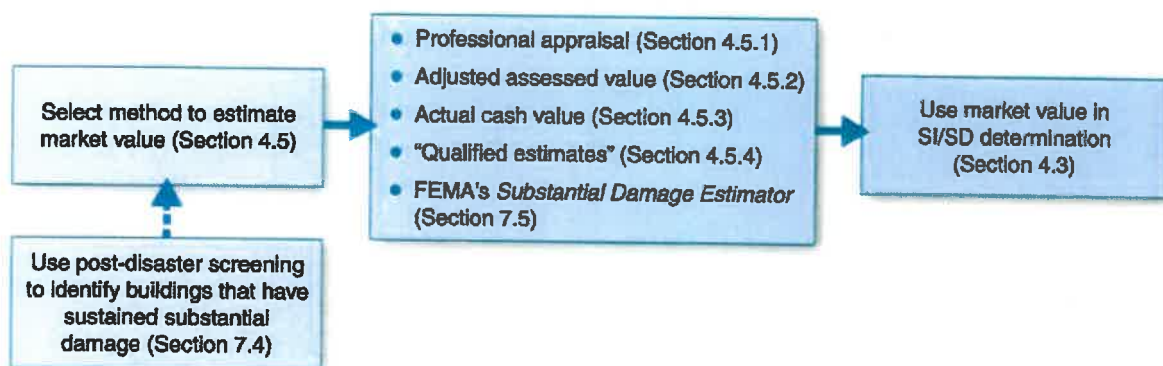 Select method to estimate
market value (Section 4.5)
Use post-disaster screening
to identify buildings that have
sustained substantial
damage (Section 7.4)
• Professional appraisal (Section 4.5.1)
• Adjusted assessed value (Section 4.5.2)
• Actual cash value (Section 4.5.3)
• "Qualified estimates" (Section 4.5.4)
• FEMA's Substantial Damage Estimator
(Section 7.5)
Use market value in
SI/SD determination
(Section 4.3)